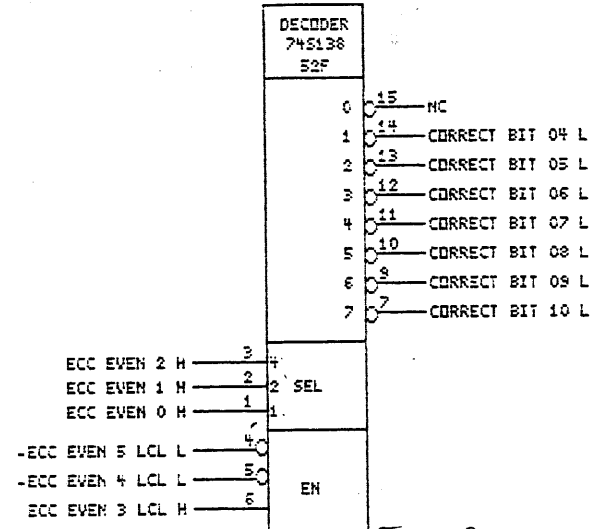 DECODER
74S138
52F
0 15 NC
1 14 CORRECT BIT 04 L
2 13 CORRECT BIT 05 L
3 12 CORRECT BIT 06 L
4 11 CORRECT BIT 07 L
5 10 CORRECT BIT 08 L
6 9 CORRECT BIT 09 L
7 7 CORRECT BIT 10 L
ECC EVEN 2 H 3 4
ECC EVEN 1 H 2 2 SEL
ECC EVEN 0 H 1 1
-ECC EVEN 5 LCL L 4
-ECC EVEN 4 LCL L 5
EN
ECC EVEN 3 LCL H 6